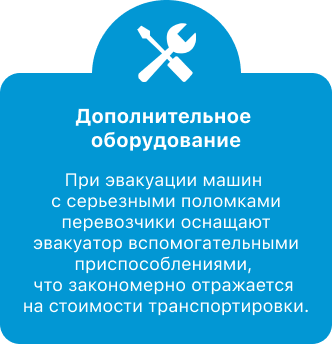 Дополнительное
оборудование
При эвакуации машин
с серьезными поломками
перевозчики оснащают
эвакуатор вспомогательными
приспособлениями,
что закономерно отражается
на стоимости транспортировки.